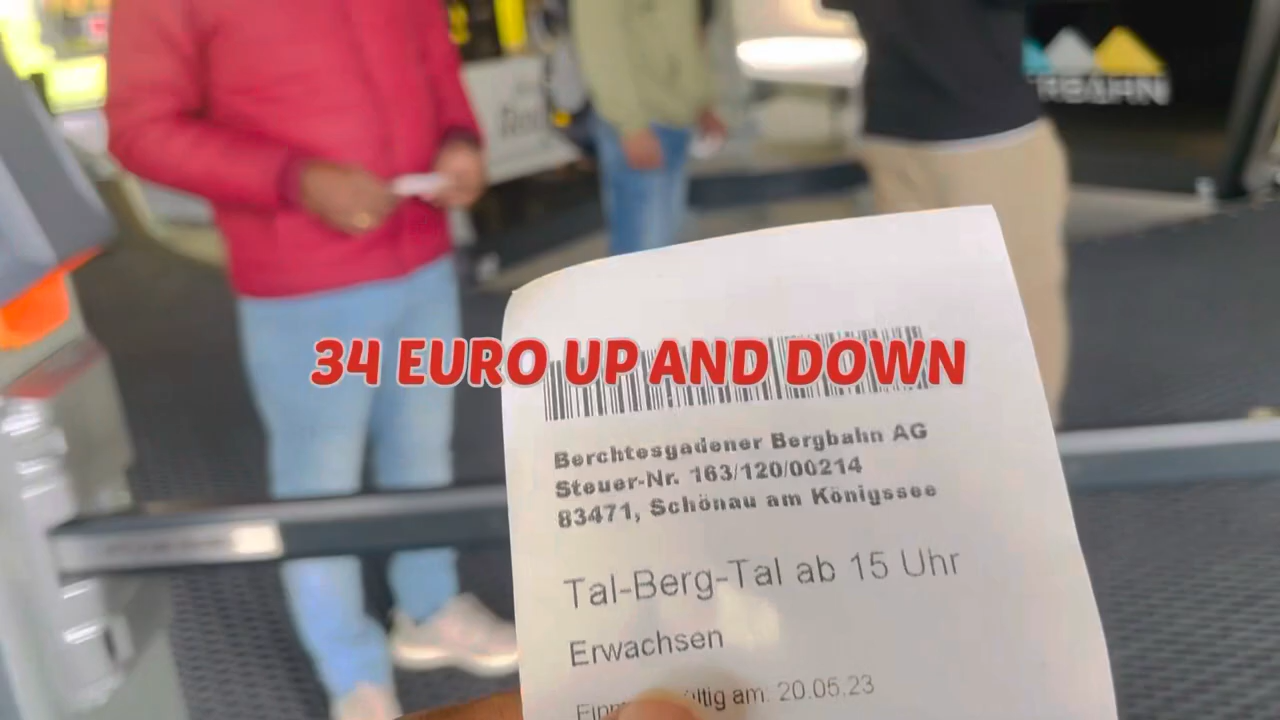 34 EURO UP AND DOWN
Berchtesgadener Bergbahn AG
Steuer-Nr. 163/120/00214
83471, Schönau am Königssee
Tal-Berg-Tal ab 15 Uhr
Erwachsen
am: 20.05.23